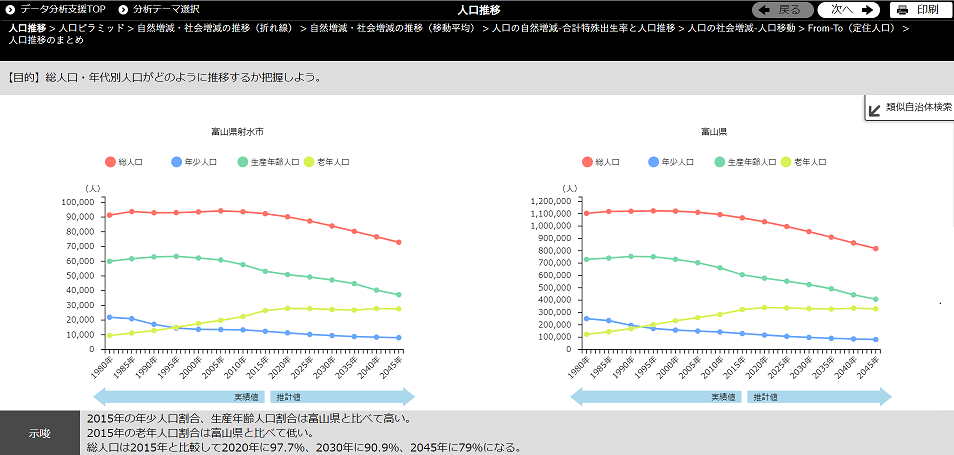 データ分析支援TOP 分析テーマ選択 人口推移 戻る 次へ 印刷
人口推移 > 人口ピラミッド > 自然増減・社会増減の推移（折れ線） > 自然増減・社会増減の推移（移動平均） > 人口の自然増減-合計特殊出生率と人口推移 > 人口の社会増減-人口移動 > From-To（定住人口） >
人口推移のまとめ
【目的】総人口・年代別人口がどのように推移するか把握しよう。
類似自治体検索
富山県射水市
総人口 年少人口 生産年齢人口 老年人口
（人）
100,000
90,000
80,000
70,000
60,000
50,000
40,000
30,000
20,000
10,000
0
1980年 1985年 1990年 1995年 2000年 2005年 2010年 2015年 2020年 2025年 2030年 2035年 2040年 2045年
実績値 推計値
富山県
総人口 年少人口 生産年齢人口 老年人口
（人）
1,200,000
1,100,000
1,000,000
900,000
800,000
700,000
600,000
500,000
400,000
300,000
200,000
100,000
0
1980年 1985年 1990年 1995年 2000年 2005年 2010年 2015年 2020年 2025年 2030年 2035年 2040年 2045年
実績値 推計値
示唆
2015年の年少人口割合、生産年齢人口割合は富山県と比べて高い。
2015年の老年人口割合は富山県と比べて低い。
総人口は2015年と比較して2020年に97.7%、2030年に90.9%、2045年に79%になる。